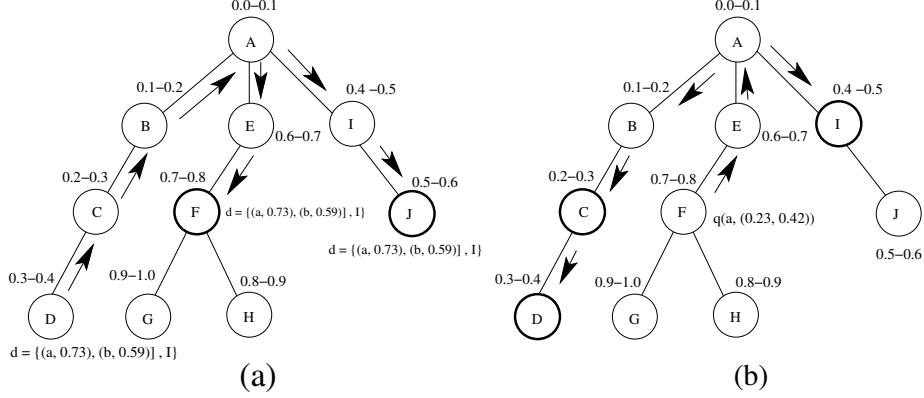 0.0−0.1
A
0.1−0.2
0.4 −0.5
B
E
I
0.6−0.7
0.2−0.3
0.7−0.8
0.5−0.6
C
F
d = {(a, 0.73), (b, 0.59)] , I}
J
d = {(a, 0.73), (b, 0.59)] , I}
0.3−0.4
0.9−1.0
0.8−0.9
D
G
H
d = {(a, 0.73), (b, 0.59)] , I}
(a)
0.0−0.1
A
0.1−0.2
0.4 −0.5
B
E
I
0.6−0.7
0.2−0.3
0.7−0.8
C
F
q(a, (0.23, 0.42))
J
0.5−0.6
0.3−0.4
0.9−1.0
0.8−0.9
D
G
H
(b)